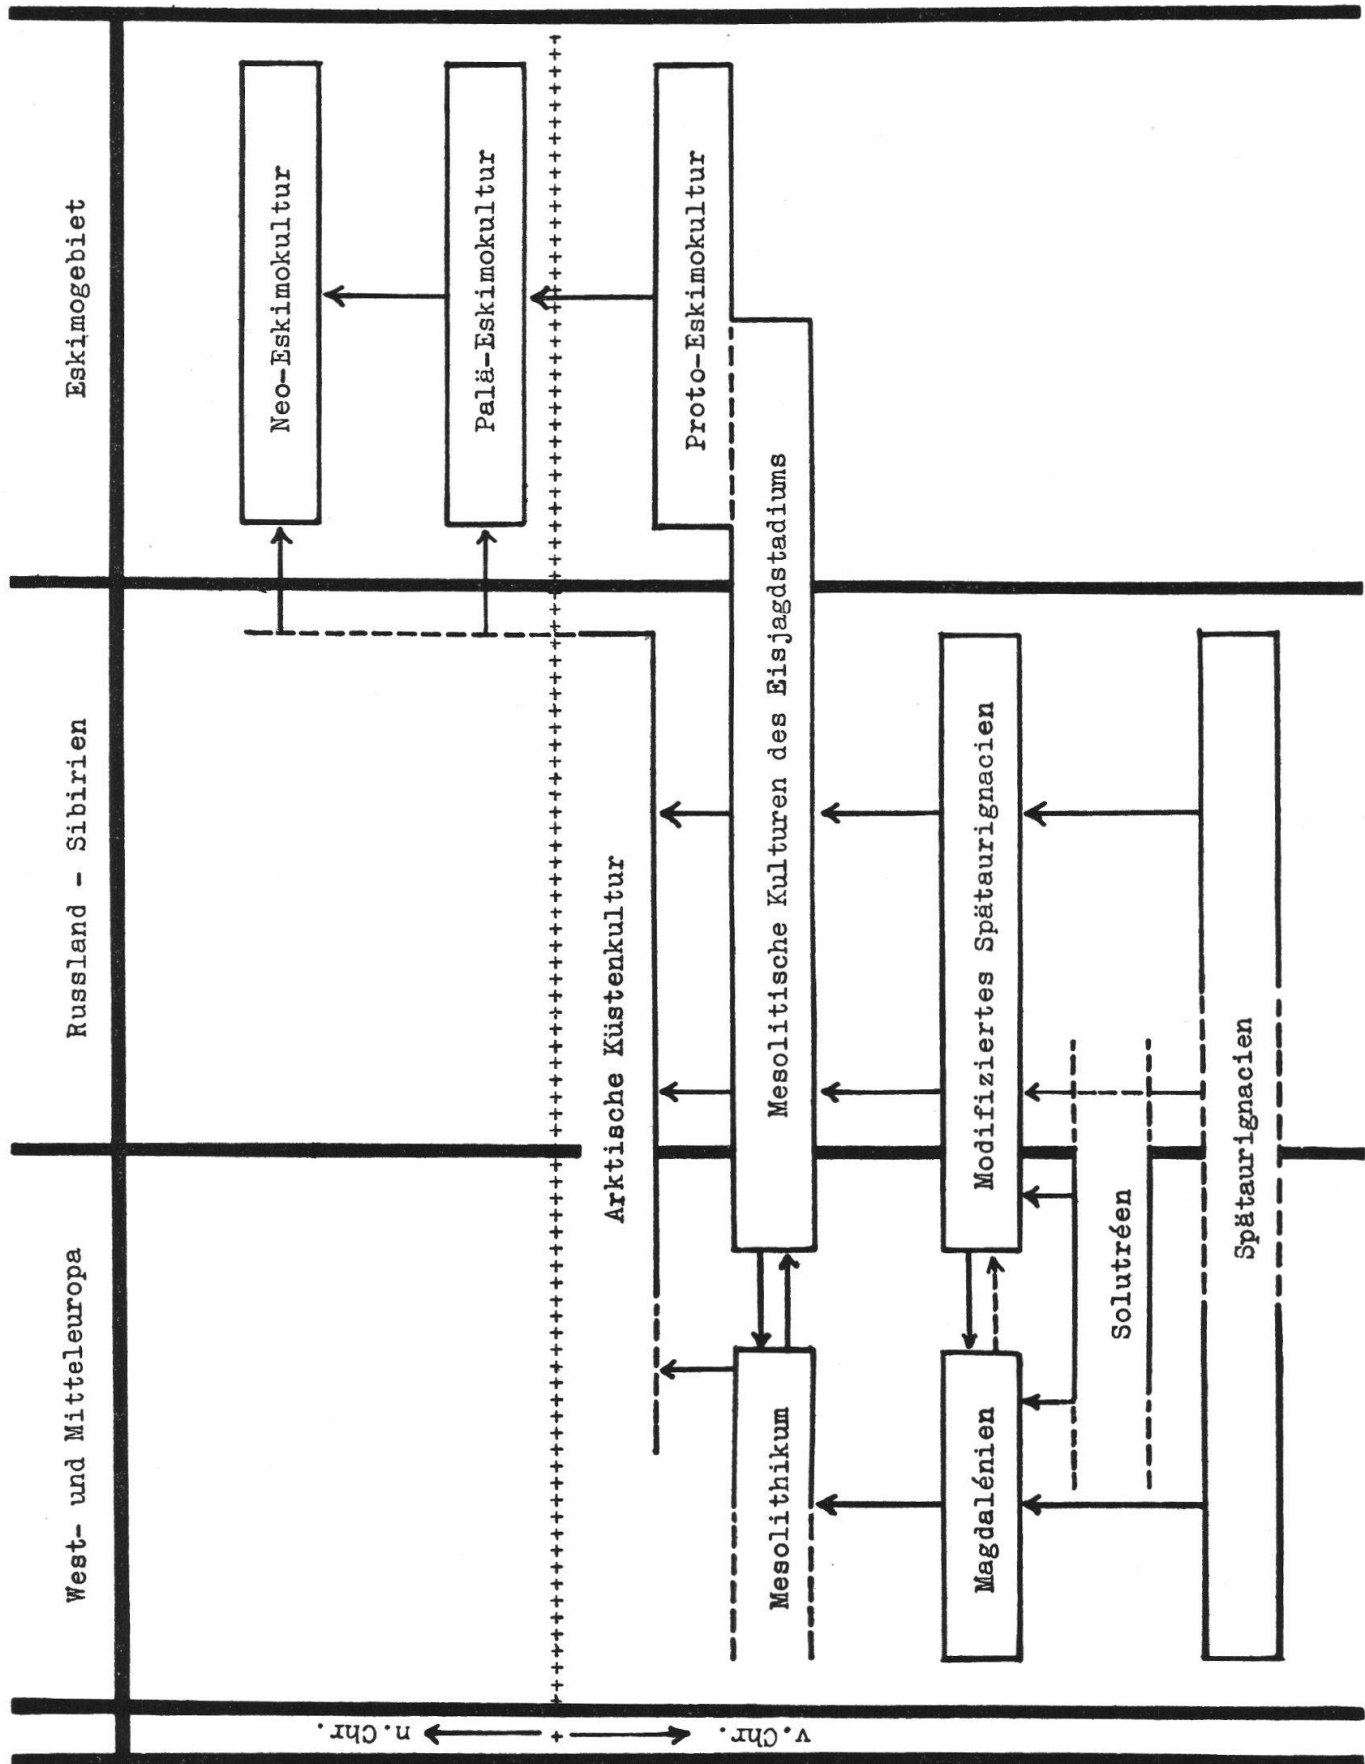 West- und Mitteleuropa
Russland - Sibirien
Eskimogebiet
n.Chr.
v.Chr.
Neo-Eskimokultur
Palä-Eskimokultur
Proto-Eskimokultur
Arktische Küstenkultur
Mesolithikum
Mesolitische Kulturen des Eisjagdstadiums
Magdalénien
Modifiziertes Spätaurignacien
Solutréen
Spätaurignacien